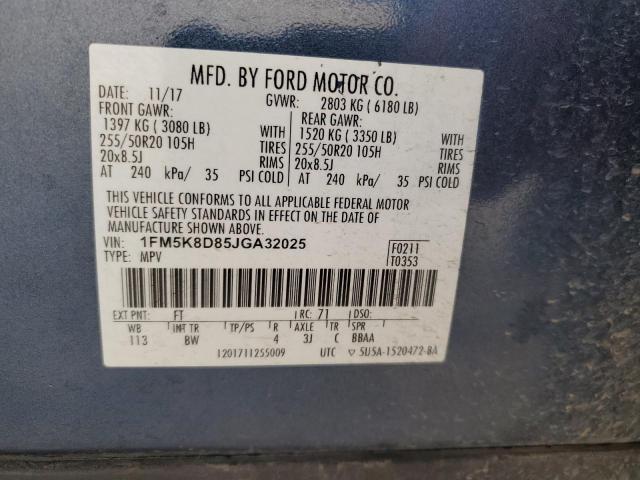 MFD. BY FORD MOTOR CO.
DATE: 11/17 GVWR: 2803 KG ( 6180 LB)
FRONT GAWR: REAR GAWR:
1397 KG ( 3080 LB) WITH 1520 KG ( 3350 LB) WITH
255/50R20 105H TIRES 255/50R20 105H TIRES
20x8.5J RIMS 20x8.5J RIMS
AT 240 kPa/ 35 PSI COLD AT 240 kPa/ 35 PSI COLD
THIS VEHICLE CONFORMS TO ALL APPLICABLE FEDERAL MOTOR
VEHICLE SAFETY STANDARDS IN EFFECT ON THE DATE OF
MANUFACTURE SHOWN ABOVE.
VIN: 1FM5K8D85JGA32025 F0211
TYPE: MPV T0353
EXT PNT: FT RC: 71 DSO:
WB INT TR TP/PS R AXLE TR SPR
113 BW 4 3J C BBAA
1201711255009 UTC 5U5A-1520472-BA